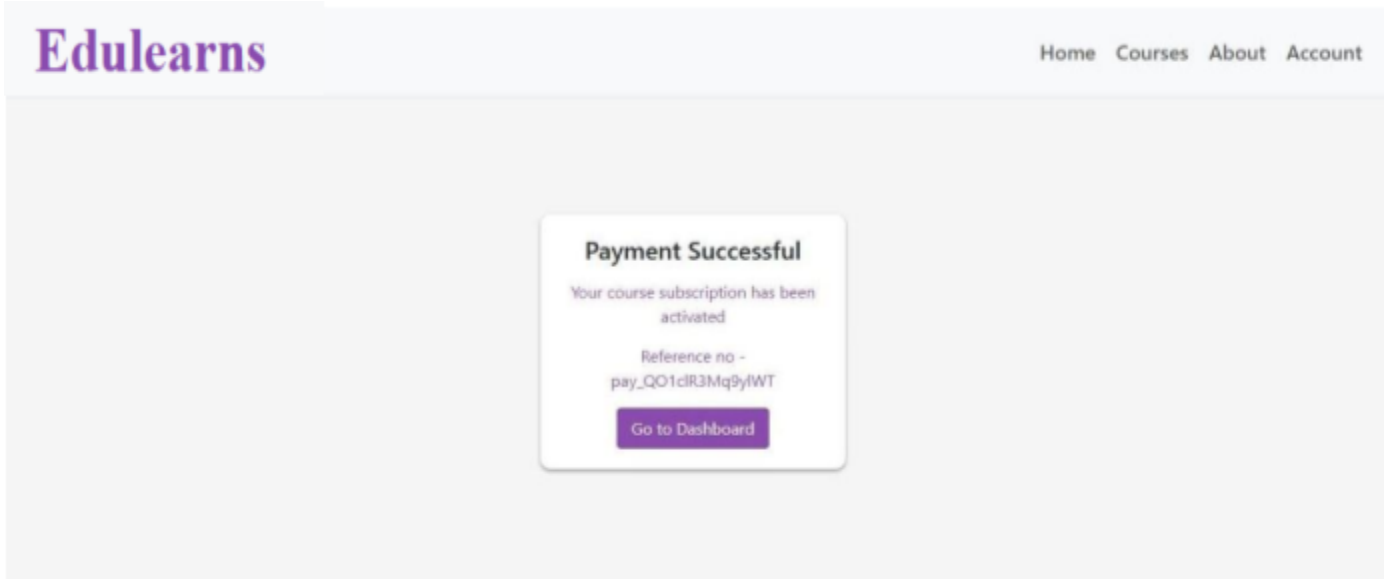 Edulearns
Home Courses About Account
Payment Successful
Your course subscription has been
activated
Reference no -
pay_QO1clR3Mq9ylWT
Go to Dashboard